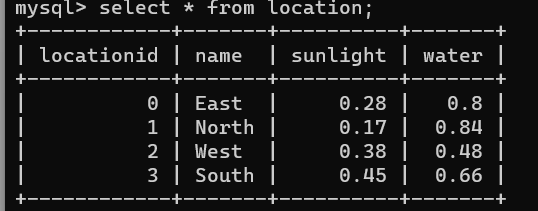 mysql> select * from location;
+------------+-------+----------+-------+
| locationid | name  | sunlight | water |
+------------+-------+----------+-------+
|          0 | East  |     0.28 |   0.8 |
|          1 | North |     0.17 |  0.84 |
|          2 | West  |     0.38 |  0.48 |
|          3 | South |     0.45 |  0.66 |
+------------+-------+----------+-------+